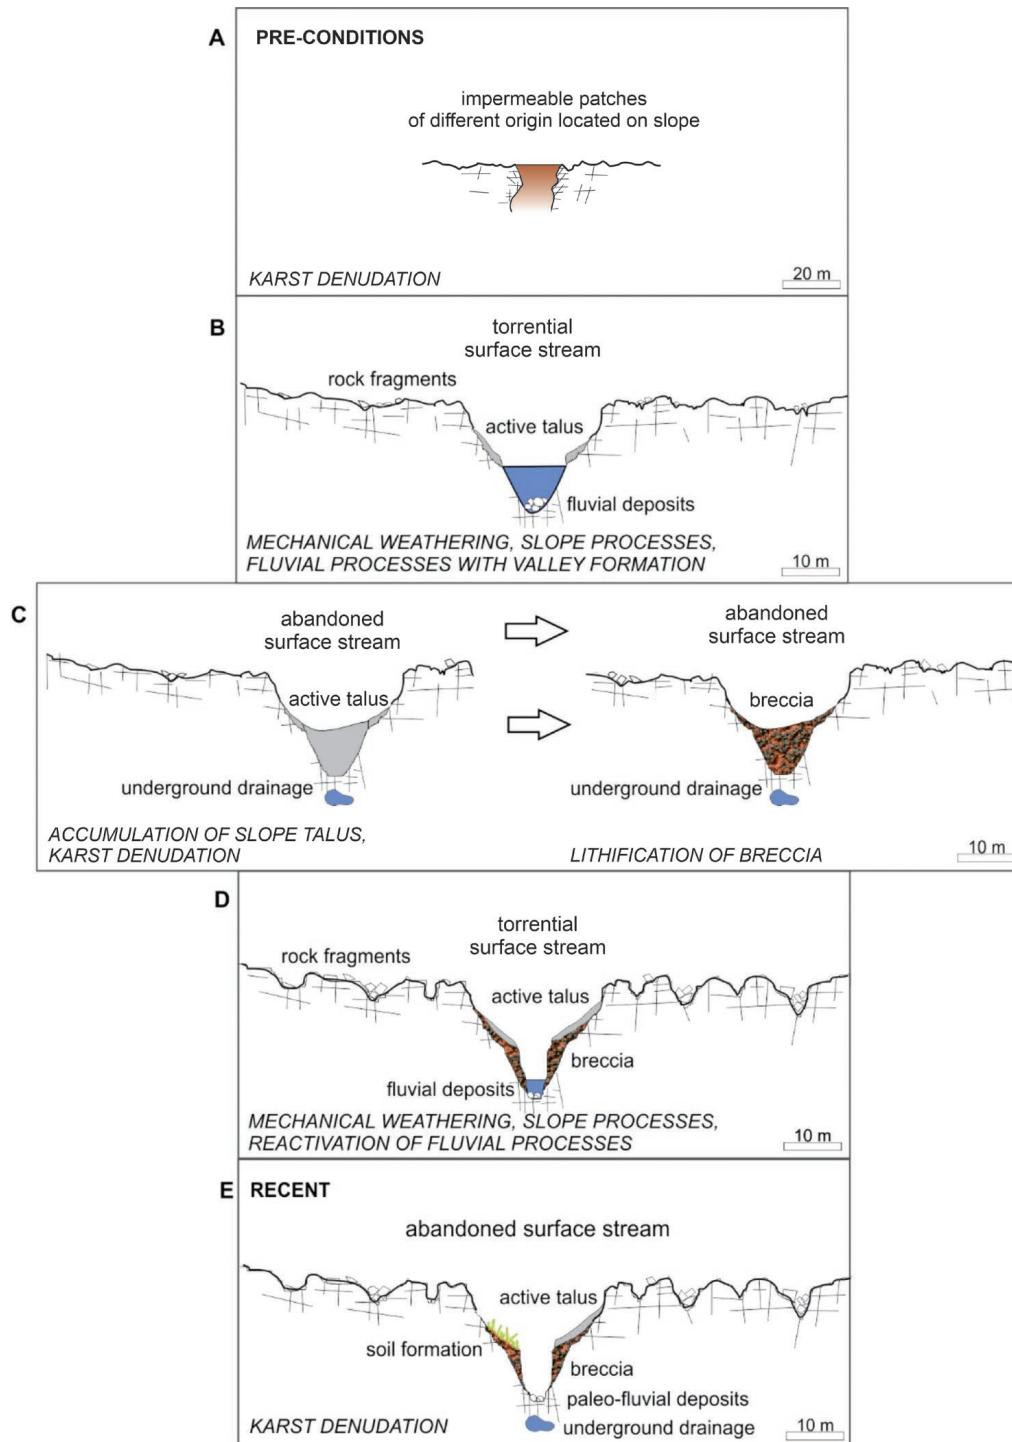 A
PRE-CONDITIONS
impermeable patches
of different origin located on slope
KARST DENUDATION
20 m
B
torrential
surface stream
rock fragments
active talus
fluvial deposits
MECHANICAL WEATHERING, SLOPE PROCESSES,
FLUVIAL PROCESSES WITH VALLEY FORMATION
10 m
C
abandoned
surface stream
active talus
underground drainage
ACCUMULATION OF SLOPE TALUS,
KARST DENUDATION
abandoned
surface stream
breccia
underground drainage
LITHIFICATION OF BRECCIA
10 m
D
torrential
surface stream
rock fragments
active talus
breccia
fluvial deposits
MECHANICAL WEATHERING, SLOPE PROCESSES,
REACTIVATION OF FLUVIAL PROCESSES
10 m
E
RECENT
abandoned surface stream
active talus
soil formation
breccia
paleo-fluvial deposits
underground drainage
KARST DENUDATION
10 m